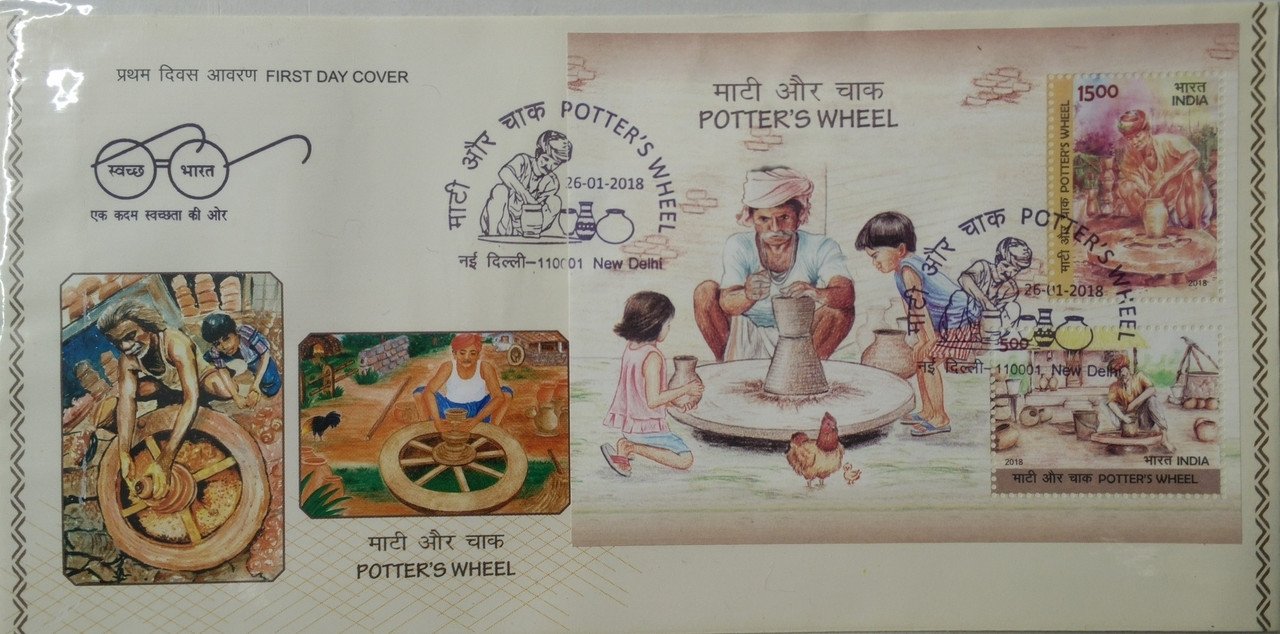 प्रथम दिवस आवरण FIRST DAY COVER
स्वच्छ भारत
एक कदम स्वच्छता की ओर
माटी और चाक POTTER'S WHEEL
26-01-2018
नई दिल्ली-110001 New Delhi
माटी और चाक
POTTER'S WHEEL
1500
भारत
INDIA
माटी और चाक POTTER'S WHEEL
2018
माटी और चाक POTTER'S WHEEL
26-01-2018
नई दिल्ली-110001, New Delhi
500
2018
भारत INDIA
माटी और चाक POTTER'S WHEEL
माटी और चाक
POTTER'S WHEEL